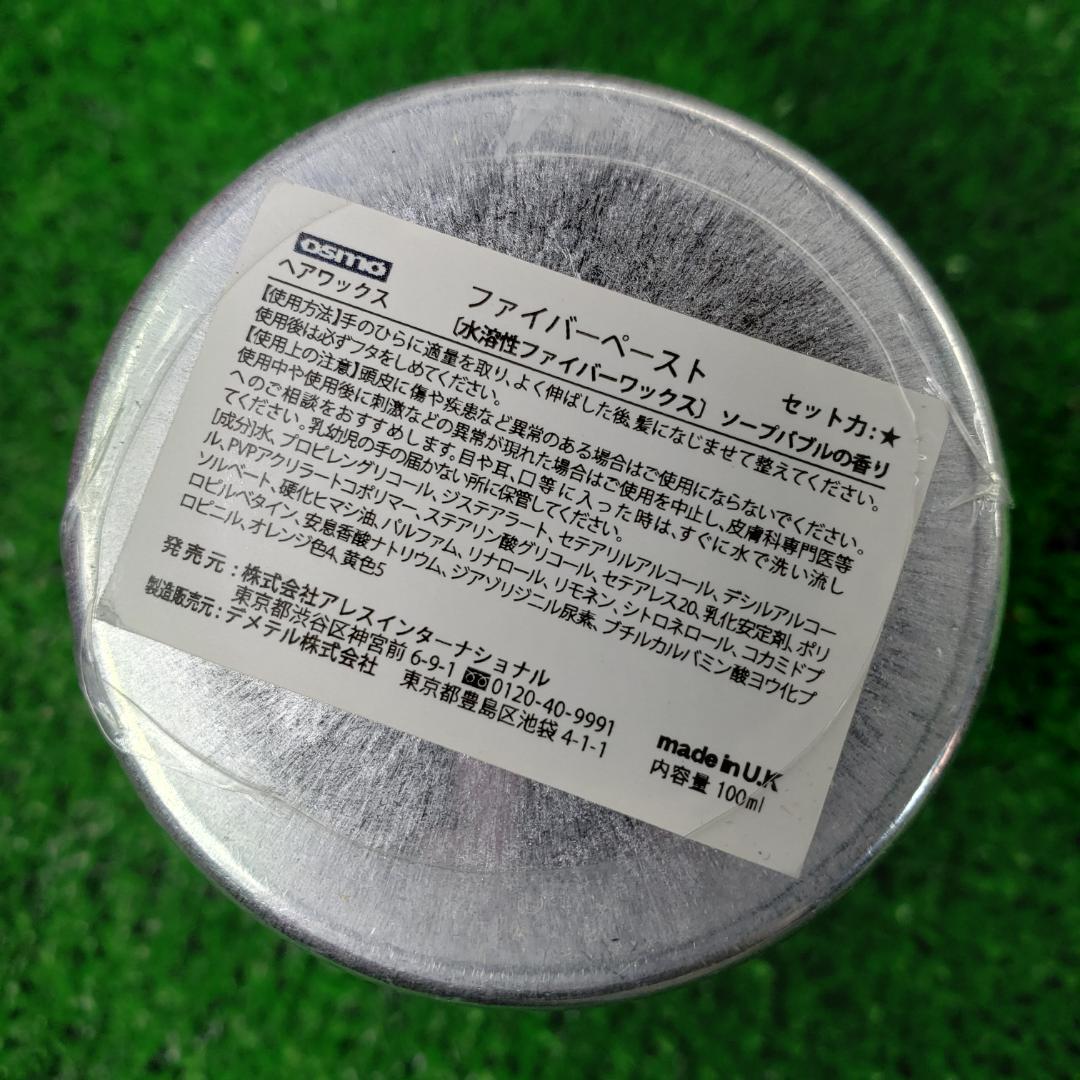 osmo
ヘアワックス
ファイバーペースト
セット力:★
[水溶性ファイバーワックス] ソープバブルの香り
【使用方法】手のひらに適量を取り、よく伸ばした後、髪になじませて整えてください。
使用後は必ずフタをしめてください。
【使用上の注意】頭皮に傷や疾患など異常のある場合はご使用にならないでください。
使用中や使用後に刺激などの異常が現れた場合はご使用を中止し、皮膚科専門医等
へのご相談をおすすめします。目や耳、口等に入った時は、すぐに水で洗い流し
てください。乳幼児の手の届かない所に保管してください。
[成分]水、プロピレングリコール、ジステアラート、セテアリルアルコール、デシルアルコー
ル、PVPアクリラートコポリマー、ステアリン酸グリコール、セテアレス20、乳化安定剤、ポリ
ソルベート、硬化ヒマシ油、パルファム、リナロール、リモネン、シトロネロール、コカミドプ
ロピルベタイン、安息香酸ナトリウム、ジアゾリジニル尿素、ブチルカルバミン酸ヨウ化プ
ロピニル、オレンジ色4、黄色5
発売元:株式会社アレスインターナショナル
東京都渋谷区神宮前 6-9-1 0120-40-9991
製造販売元:デメテル株式会社 東京都豊島区池袋 4-1-1
made in U.K
内容量 100ml